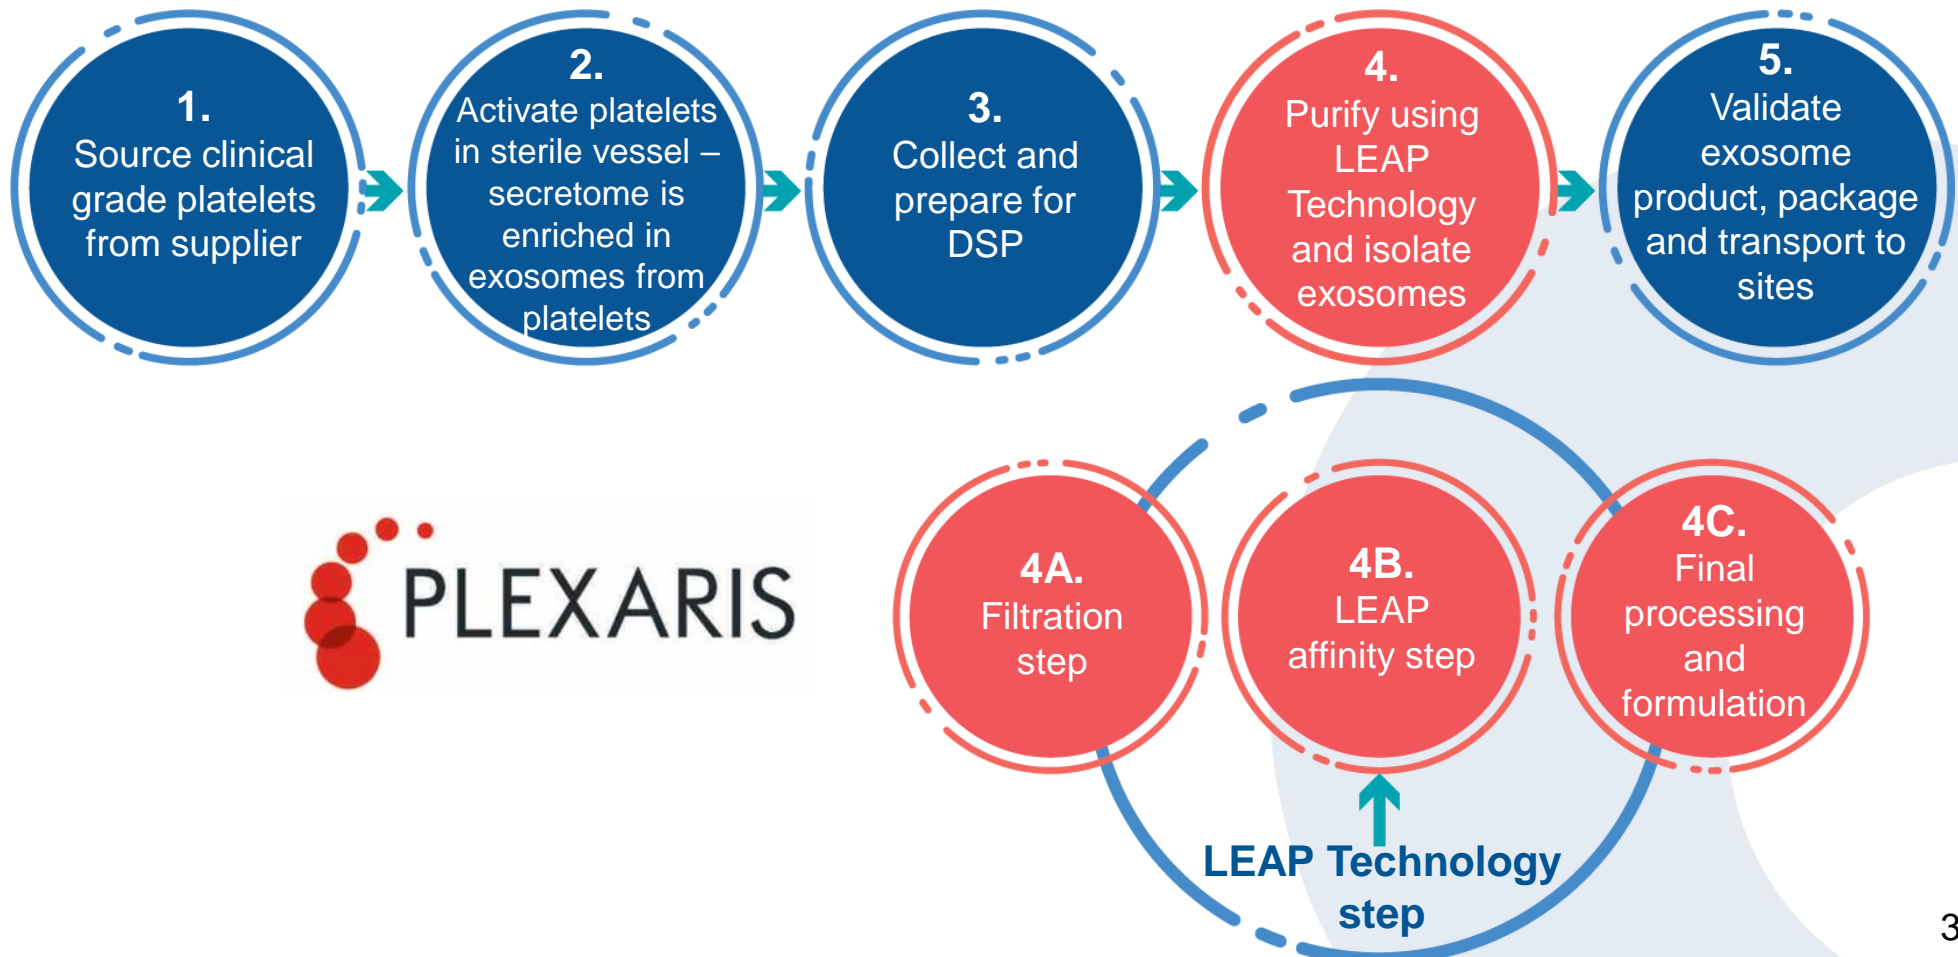 1.
Source clinical
grade platelets
from supplier
2.
Activate platelets
in sterile vessel –
secretome is
enriched in
exosomes from
platelets
3.
Collect and
prepare for
DSP
4.
Purify using
LEAP
Technology
and isolate
exosomes
5.
Validate
exosome
product, package
and transport to
sites
PLEXARIS
4A.
Filtration
step
4B.
LEAP
affinity step
4C.
Final
processing
and
formulation
LEAP Technology
step
3